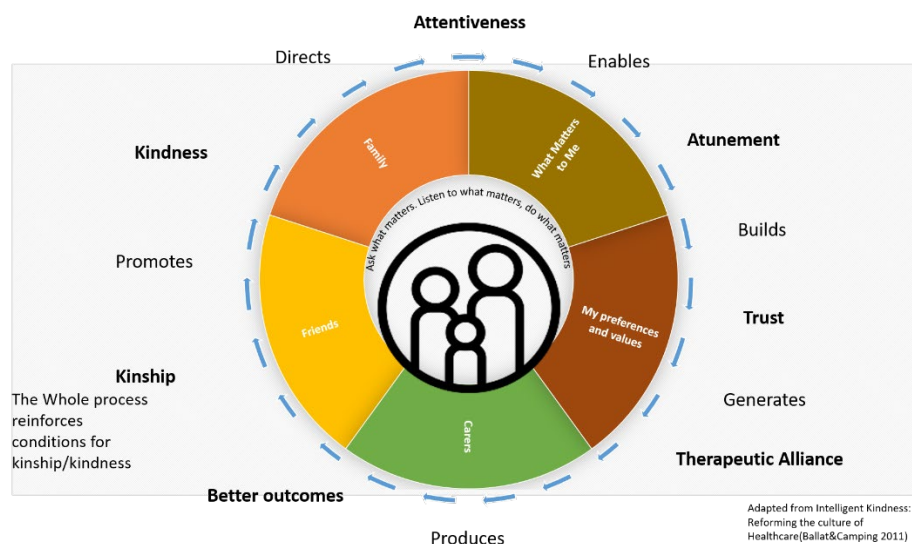 Attentiveness
Directs
Enables
Kindness
Atunement
Family
What Matters
to Me
Ask what matters. Listen to what matters, do what matters
Builds
Promotes
Trust
Friends
My preferences
and values
Kinship
The Whole process
reinforces
conditions for
kinship/kindness
Generates
Carers
Therapeutic Alliance
Better outcomes
Produces
Adapted from Intelligent Kindness:
Reforming the culture of
Healthcare(Ballat&Camping 2011)